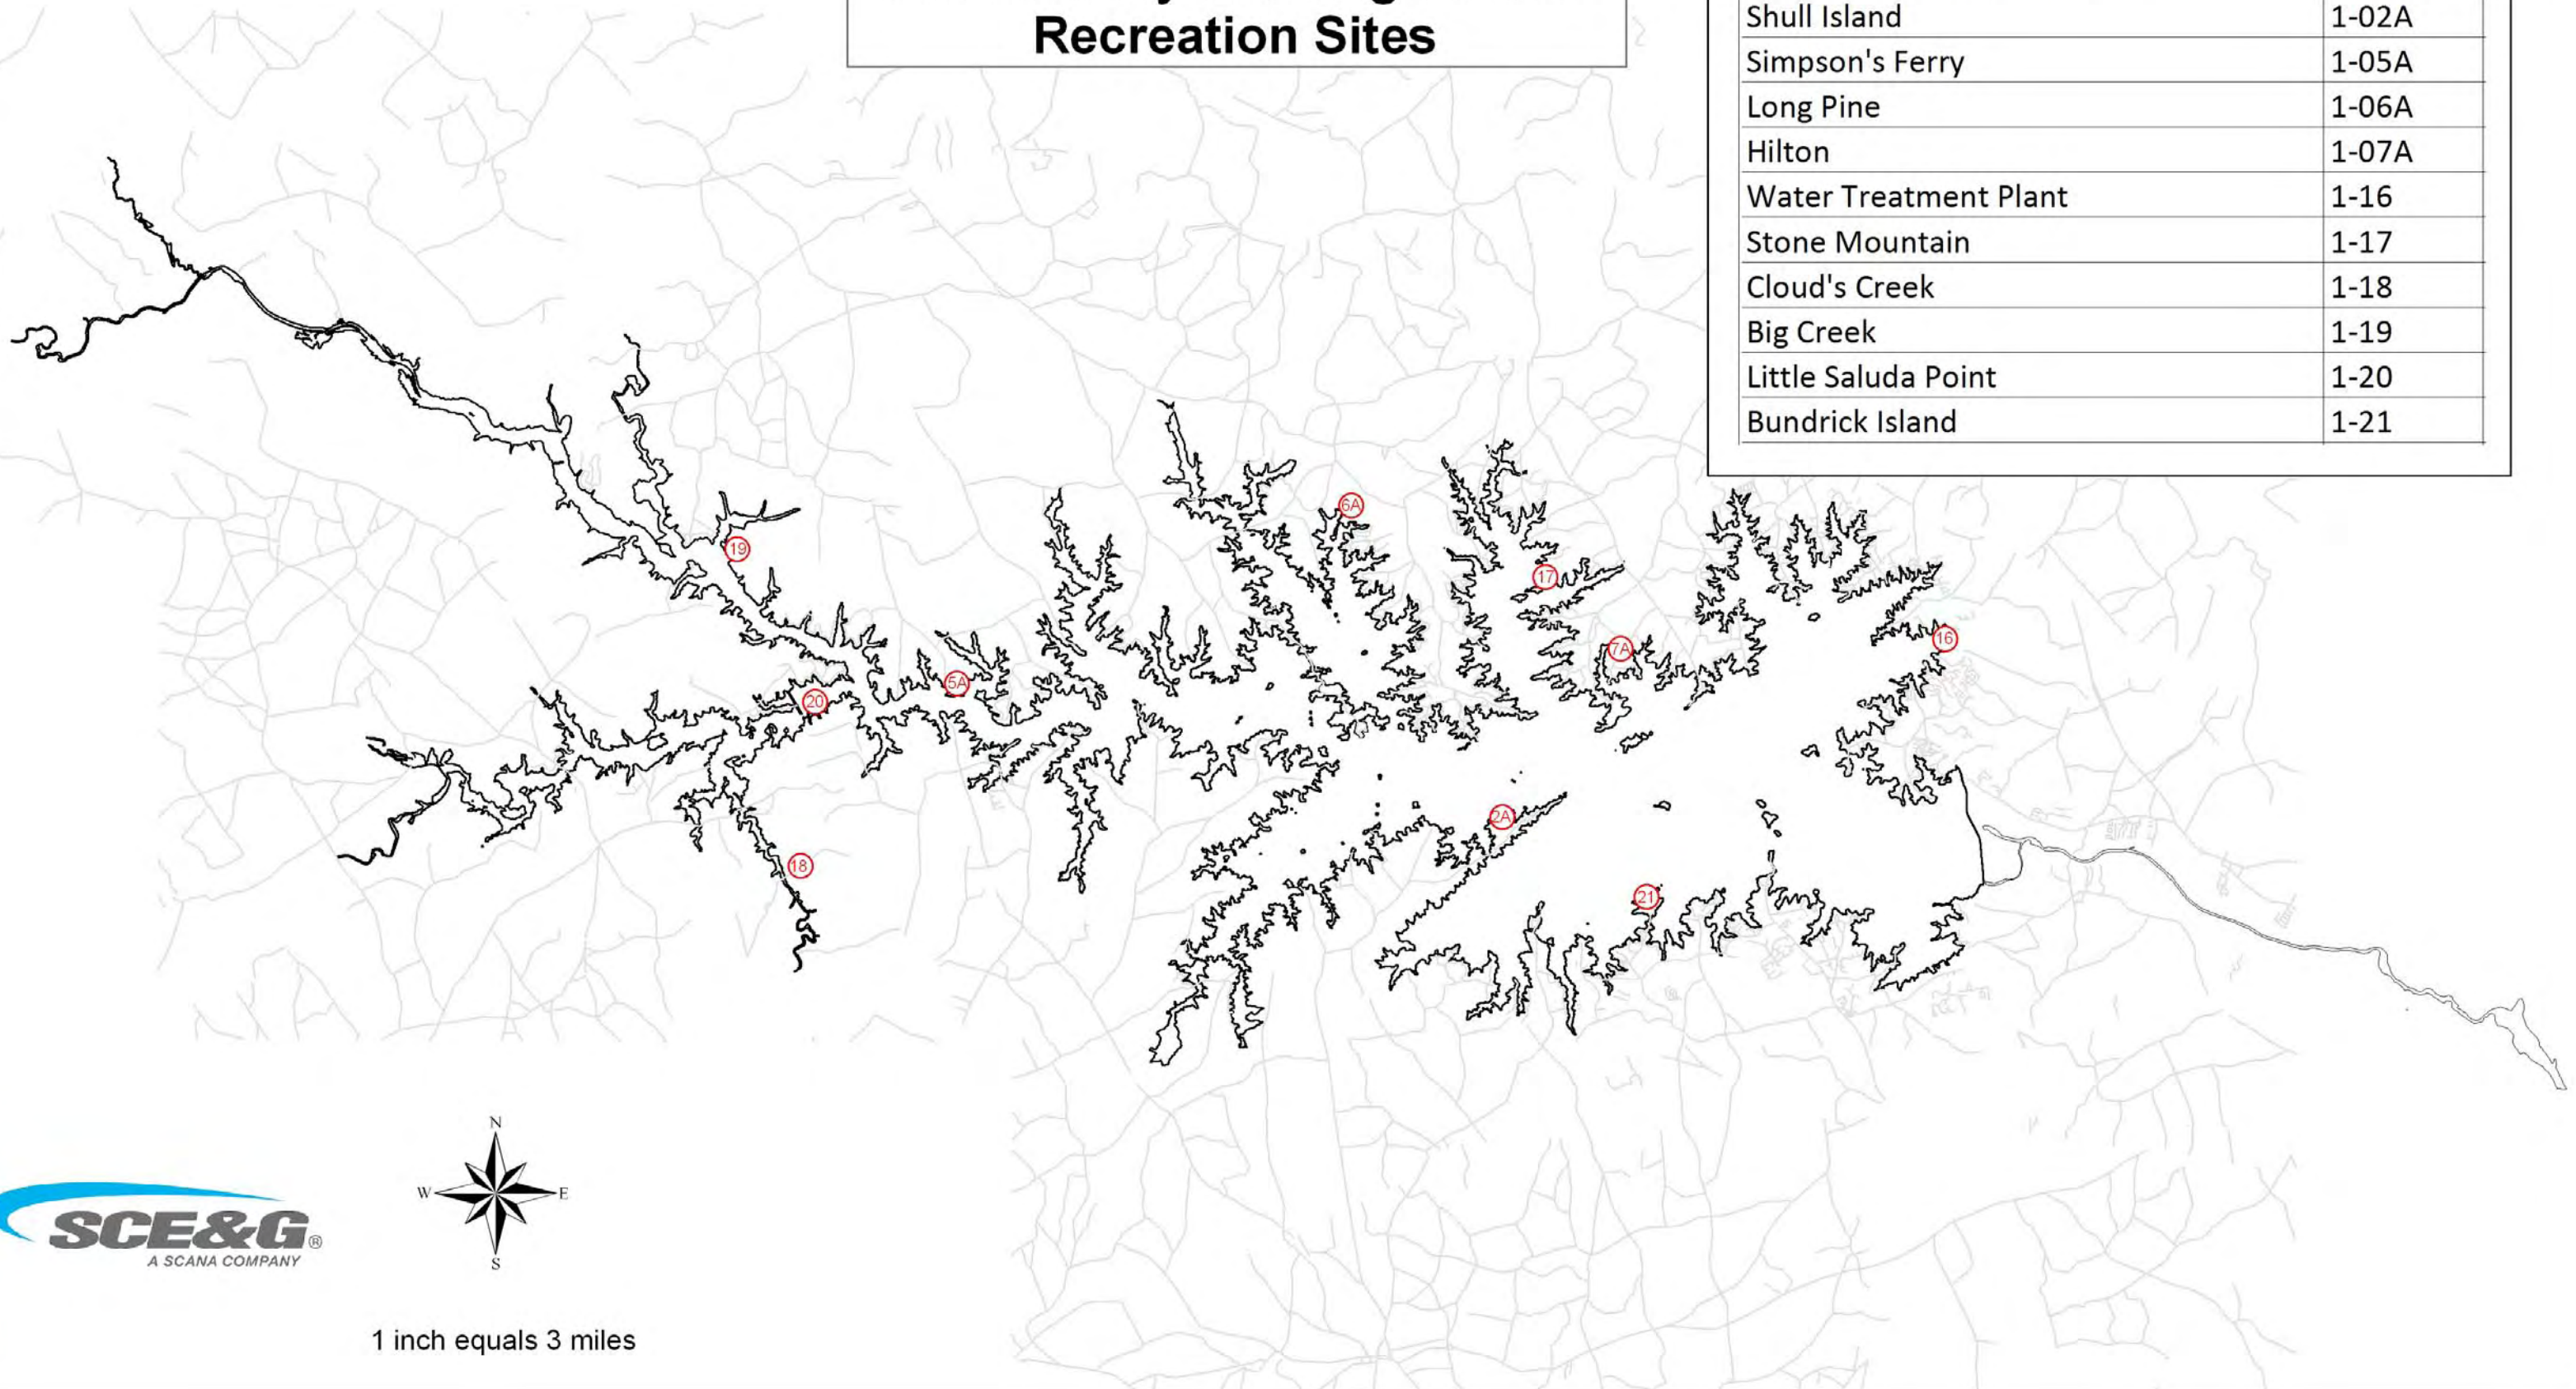 Recreation Sites
Shull Island 1-02A
Simpson's Ferry 1-05A
Long Pine 1-06A
Hilton 1-07A
Water Treatment Plant 1-16
Stone Mountain 1-17
Cloud's Creek 1-18
Big Creek 1-19
Little Saluda Point 1-20
Bundrick Island 1-21
6A
19
17
16
7A
5A
20
2A
18
21
N
W E
S
SCE&G®
A SCANA COMPANY
1 inch equals 3 miles